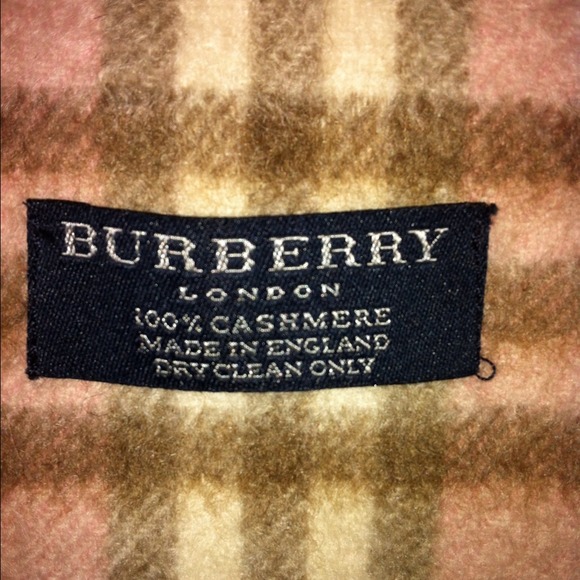 BURBERRY
LONDON
100% CASHMERE
MADE IN ENGLAND
DRY CLEAN ONLY